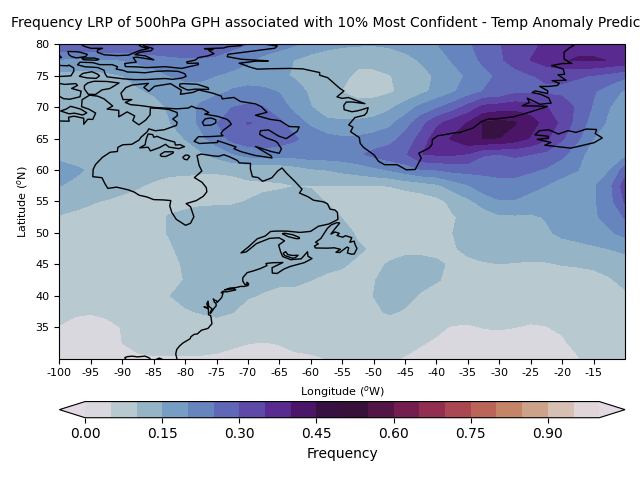 Frequency LRP of 500hPa GPH associated with 10% Most Confident - Temp Anomaly Predic
80
75
70
65
60
55
50
45
40
35
Latitude (°N)
-100 -95 -90 -85 -80 -75 -70 -65 -60 -55 -50 -45 -40 -35 -30 -25 -20 -15
Longitude (°W)
0.00 0.15 0.30 0.45 0.60 0.75 0.90
Frequency